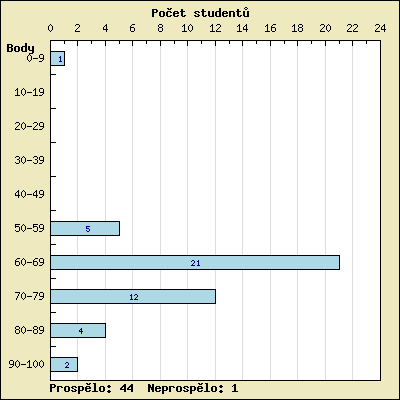 Počet studentů
0 2 4 6 8 10 12 14 16 18 20 22 24
Body
0-9 1
10-19
20-29
30-39
40-49
50-59 5
60-69 21
70-79 12
80-89 4
90-100 2
Prospělo: 44 Neprospělo: 1